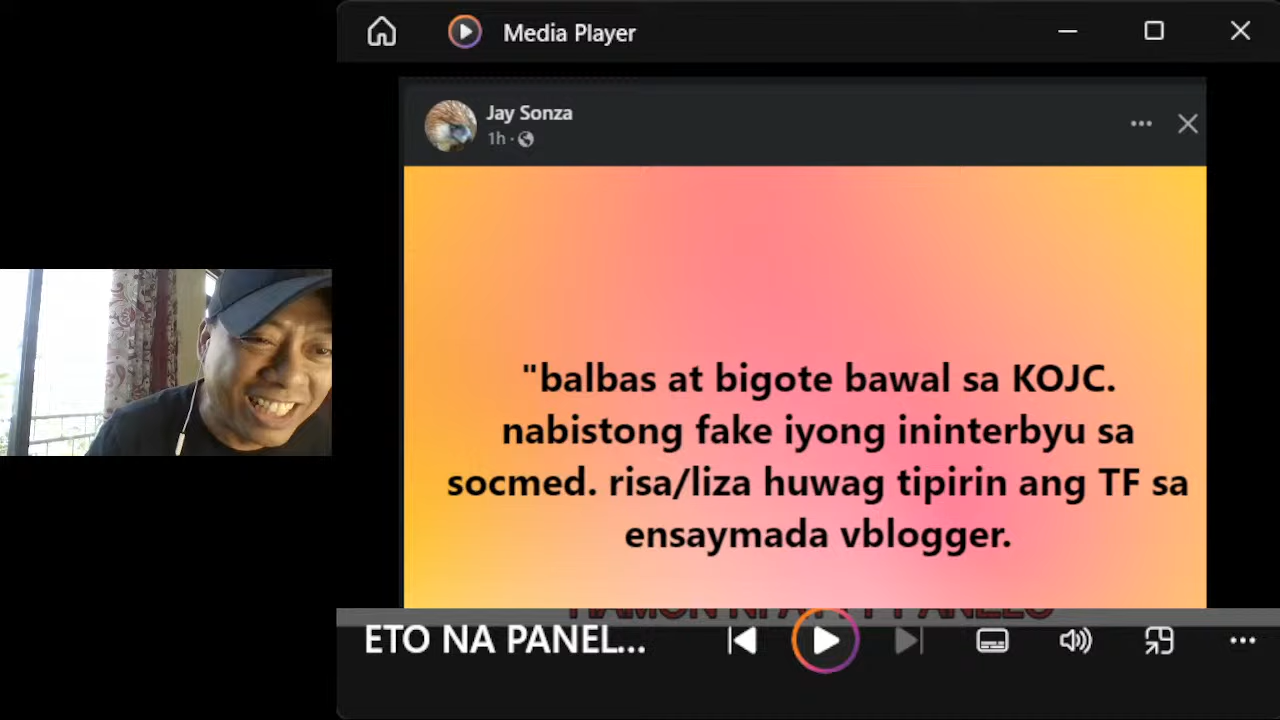 Media Player
Jay Sonza
1h ·
"balbas at bigote bawal sa KOJC.
nabistong fake iyong ininterbyu sa
socmed. risa/liza huwag tipirin ang TF sa
ensaymada vblogger.
ETO NA PANEL...